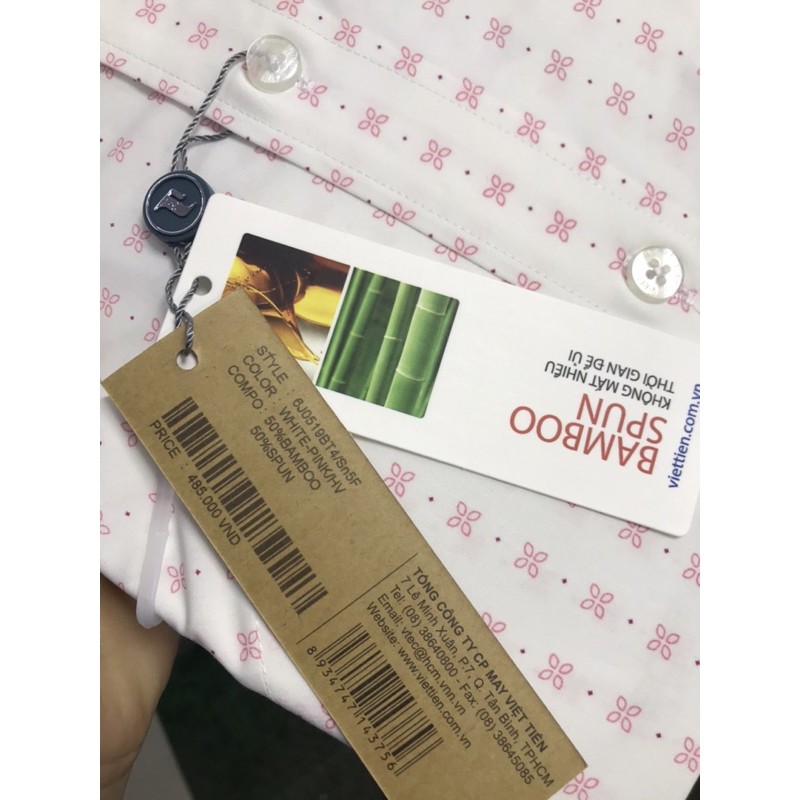 BAMBOO
SPUN
KHÔNG MẤT NHIỀU
THỜI GIAN ĐỂ ỦI
viettien.com.vn
STYLE : 6J0519BT4/Sn5F
COLOR : WHITE-PINK/HV
COMPO : 50%BAMBOO
50%SPUN
PRICE : 485.000 VND
TỔNG CÔNG TY CP MAY VIỆT TIẾN
7 Lê Minh Xuân, P.7, Q. Tân Bình, TPHCM
Tel: (08) 38640800 - Fax: (08) 38645085
Email: vtec@hcm.vnn.vn
Website: www.viettien.com.vn
8934747143756